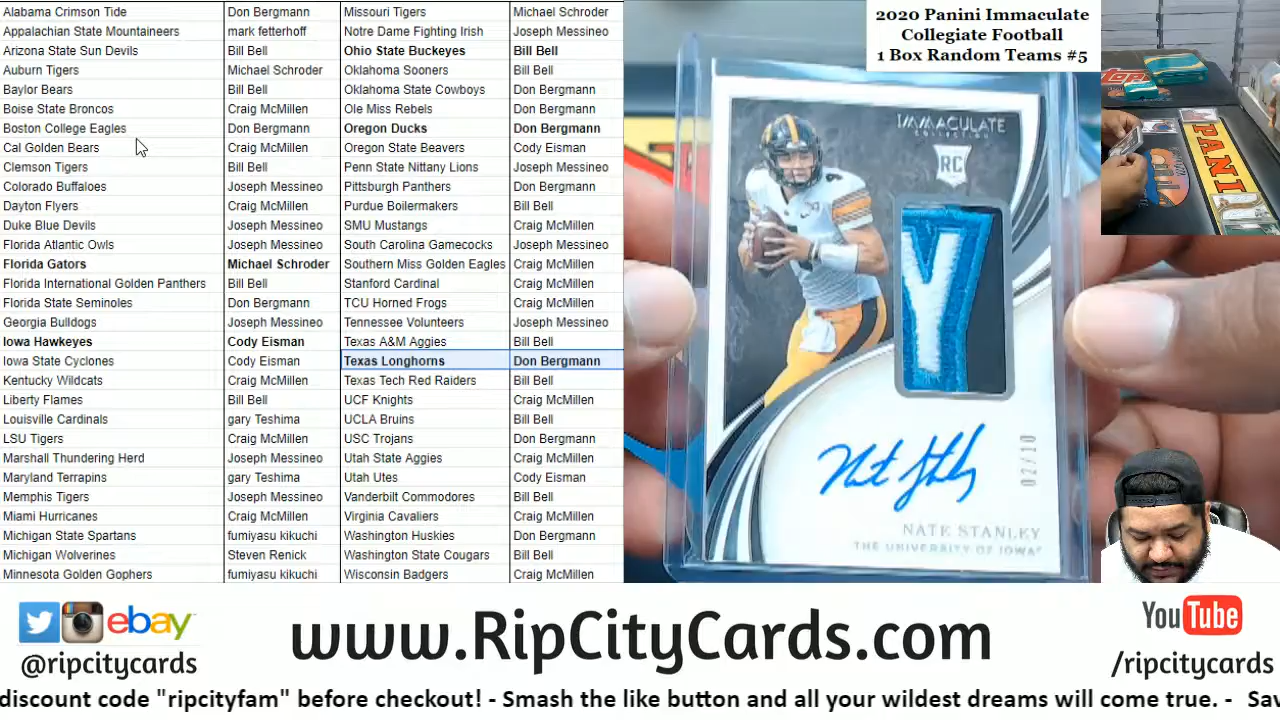 Alabama Crimson Tide Don Bergmann Missouri Tigers Michael Schroder
Appalachian State Mountaineers mark fetterhoff Notre Dame Fighting Irish Joseph Messineo
Arizona State Sun Devils Bill Bell Ohio State Buckeyes Bill Bell
Auburn Tigers Michael Schroder Oklahoma Sooners Bill Bell
Baylor Bears Bill Bell Oklahoma State Cowboys Don Bergmann
Boise State Broncos Craig McMillen Ole Miss Rebels Don Bergmann
Boston College Eagles Don Bergmann Oregon Ducks Don Bergmann
Cal Golden Bears Craig McMillen Oregon State Beavers Cody Eisman
Clemson Tigers Bill Bell Penn State Nittany Lions Joseph Messineo
Colorado Buffaloes Joseph Messineo Pittsburgh Panthers Don Bergmann
Dayton Flyers Craig McMillen Purdue Boilermakers Bill Bell
Duke Blue Devils Joseph Messineo SMU Mustangs Craig McMillen
Florida Atlantic Owls Joseph Messineo South Carolina Gamecocks Joseph Messineo
Florida Gators Michael Schroder Southern Miss Golden Eagles Craig McMillen
Florida International Golden Panthers Bill Bell Stanford Cardinal Craig McMillen
Florida State Seminoles Don Bergmann TCU Horned Frogs Craig McMillen
Georgia Bulldogs Joseph Messineo Tennessee Volunteers Joseph Messineo
Iowa Hawkeyes Cody Eisman Texas A&M Aggies Bill Bell
Iowa State Cyclones Cody Eisman Texas Longhorns Don Bergmann
Kentucky Wildcats Craig McMillen Texas Tech Red Raiders Bill Bell
Liberty Flames Bill Bell UCF Knights Craig McMillen
Louisville Cardinals gary Teshima UCLA Bruins Bill Bell
LSU Tigers Craig McMillen USC Trojans Don Bergmann
Marshall Thundering Herd Joseph Messineo Utah State Aggies Craig McMillen
Maryland Terrapins gary Teshima Utah Utes Cody Eisman
Memphis Tigers Joseph Messineo Vanderbilt Commodores Bill Bell
Miami Hurricanes Craig McMillen Virginia Cavaliers Craig McMillen
Michigan State Spartans fumiyasu kikuchi Washington Huskies Don Bergmann
Michigan Wolverines Steven Renick Washington State Cougars Bill Bell
Minnesota Golden Gophers fumiyasu kikuchi Wisconsin Badgers Craig McMillen
2020 Panini Immaculate
Collegiate Football
1 Box Random Teams #5
IMMACULATE
COLLECTION
RC
Y
Nate Stanley
02/10
NATE STANLEY
THE UNIVERSITY OF IOWA
TOPPS
PANINI
ebay
@ripcitycards
www.RipCityCards.com
YouTube
/ripcitycards
discount code "ripcityfam" before checkout! - Smash the like button and all your wildest dreams will come true. - Sav